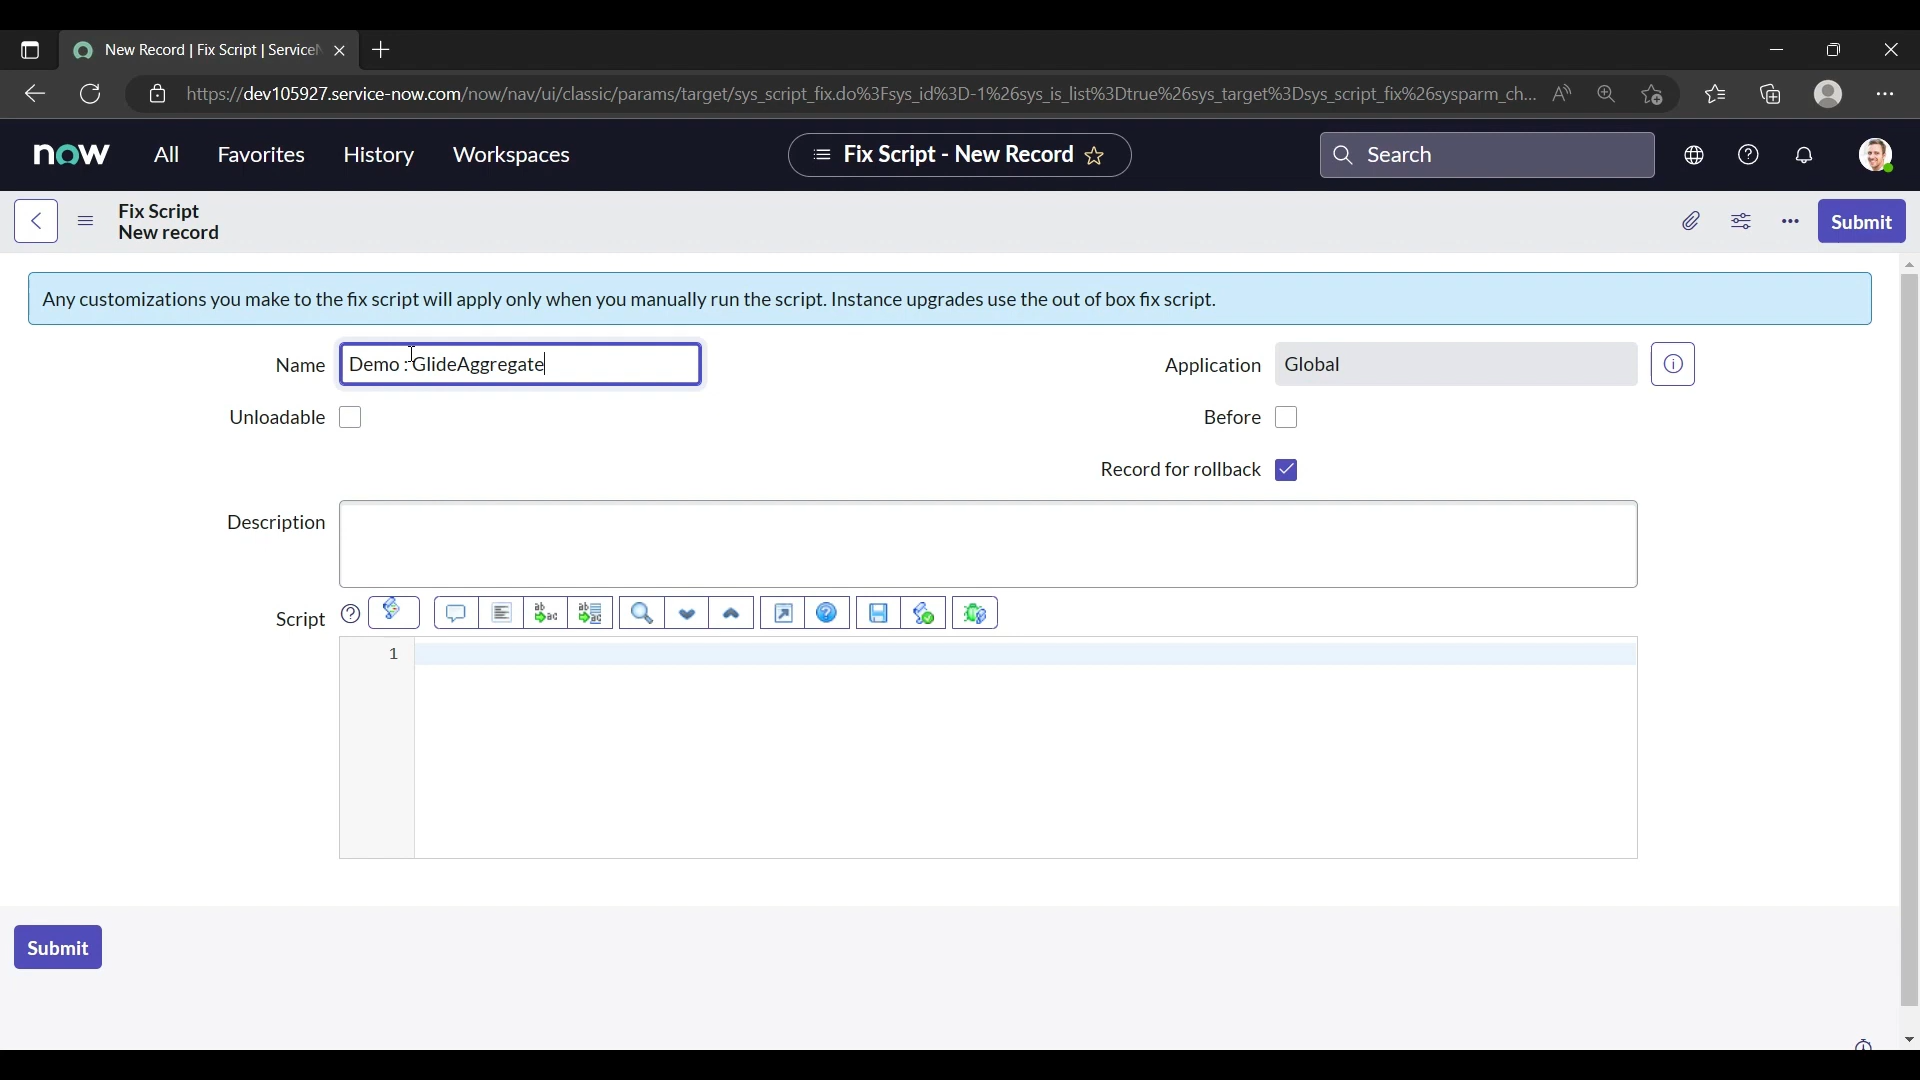 New Record | Fix Script | Service
https://dev105927.service-now.com/now/nav/ui/classic/params/target/sys_script_fix.do%3Fsys_id%3D-1%26sys_is_list%3Dtrue%26sys_target%3Dsys_script_fix%26sysparm_ch...
now All Favorites History Workspaces Fix Script - New Record Search
Fix Script
New record
Submit
Any customizations you make to the fix script will apply only when you manually run the script. Instance upgrades use the out of box fix script.
Name Demo : GlideAggregate Application Global
Unloadable Before
Record for rollback
Description
Script
1
Submit